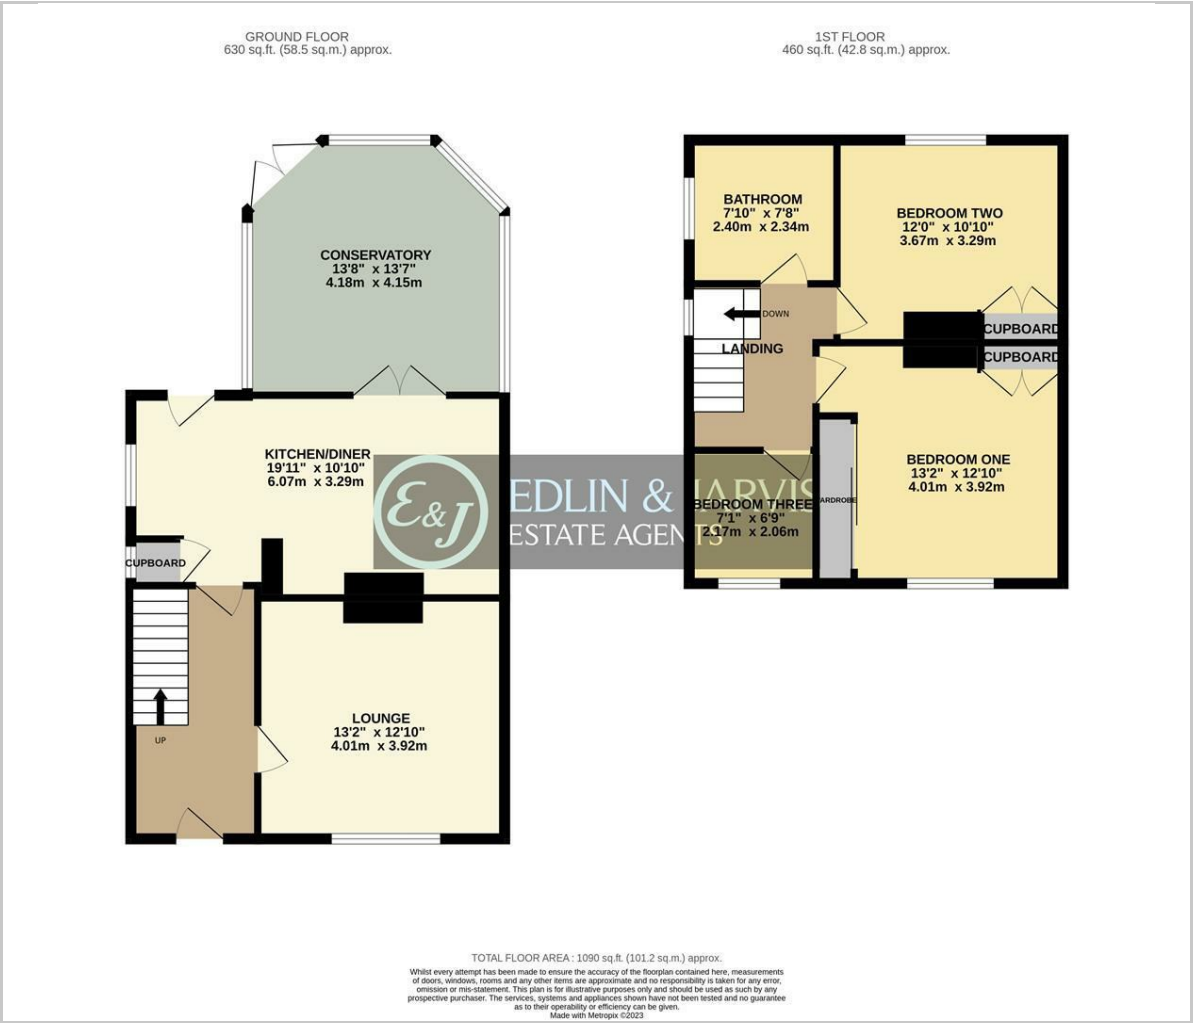 GROUND FLOOR
630 sq.ft. (58.5 sq.m.) approx.
1ST FLOOR
460 sq.ft. (42.8 sq.m.) approx.
CONSERVATORY
13'8" x 13'7"
4.18m x 4.15m
KITCHEN/DINER
19'11" x 10'10"
6.07m x 3.29m
CUPBOARD
UP
LOUNGE
13'2" x 12'10"
4.01m x 3.92m
BATHROOM
7'10" x 7'8"
2.40m x 2.34m
BEDROOM TWO
12'0" x 10'10"
3.67m x 3.29m
CUPBOARD
CUPBOARD
DOWN
LANDING
BEDROOM ONE
13'2" x 12'10"
4.01m x 3.92m
ARDROBE
BEDROOM THREE
7'1" x 6'9"
2.17m x 2.06m
E&J
EDLIN & JARVIS
ESTATE AGENTS
TOTAL FLOOR AREA : 1090 sq.ft. (101.2 sq.m.) approx.
Whilst every attempt has been made to ensure the accuracy of the floorplan contained here, measurements
of doors, windows, rooms and any other items are approximate and no responsibility is taken for any error,
omission or mis-statement. This plan is for illustrative purposes only and should be used as such by any
prospective purchaser. The services, systems and appliances shown have not been tested and no guarantee
as to their operability or efficiency can be given.
Made with Metropix ©2023